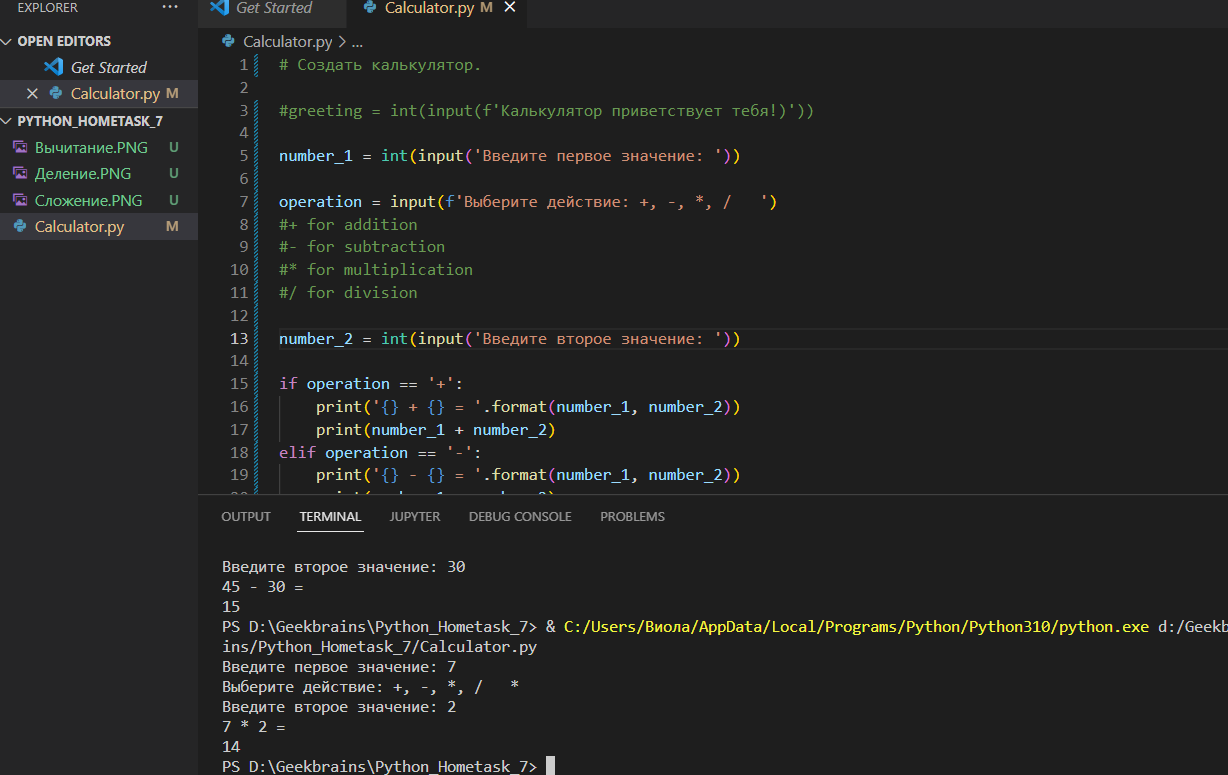 EXPLORER ...
Get Started
Calculator.py M
OPEN EDITORS
Get Started
Calculator.py M
PYTHON_HOMETASK_7
Вычитание.PNG U
Деление.PNG U
Сложение.PNG U
Calculator.py M
Calculator.py > ...
1 # Создать калькулятор.
2
3 #greeting = int(input(f'Калькулятор приветствует тебя!)'))
4
5 number_1 = int(input('Введите первое значение: '))
6
7 operation = input(f'Выберите действие: +, -, *, /   ')
8 #+ for addition
9 #- for subtraction
10 #* for multiplication
11 #/ for division
12
13 number_2 = int(input('Введите второе значение: '))
14
15 if operation == '+':
16     print('{} + {} = '.format(number_1, number_2))
17     print(number_1 + number_2)
18 elif operation == '-':
19     print('{} - {} = '.format(number_1, number_2))
OUTPUT TERMINAL JUPYTER DEBUG CONSOLE PROBLEMS
Введите второе значение: 30
45 - 30 =
15
PS D:\Geekbrains\Python_Hometask_7> & C:/Users/Виола/AppData/Local/Programs/Python/Python310/python.exe d:/Geekb
ins/Python_Hometask_7/Calculator.py
Введите первое значение: 7
Выберите действие: +, -, *, /   *
Введите второе значение: 2
7 * 2 =
14
PS D:\Geekbrains\Python_Hometask_7>